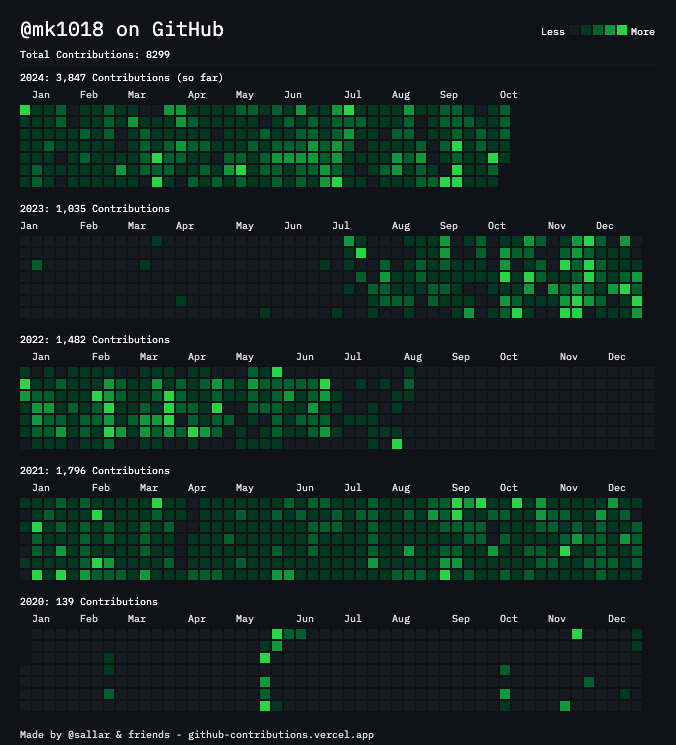 @mk1018 on GitHub
Less More
Total Contributions: 8299
2024: 3,847 Contributions (so far)
Jan Feb Mar Apr May Jun Jul Aug Sep Oct
2023: 1,035 Contributions
Jan Feb Mar Apr May Jun Jul Aug Sep Oct Nov Dec
2022: 1,482 Contributions
Jan Feb Mar Apr May Jun Jul Aug Sep Oct Nov Dec
2021: 1,796 Contributions
Jan Feb Mar Apr May Jun Jul Aug Sep Oct Nov Dec
2020: 139 Contributions
Jan Feb Mar Apr May Jun Jul Aug Sep Oct Nov Dec
Made by @sallar & friends - github-contributions.vercel.app